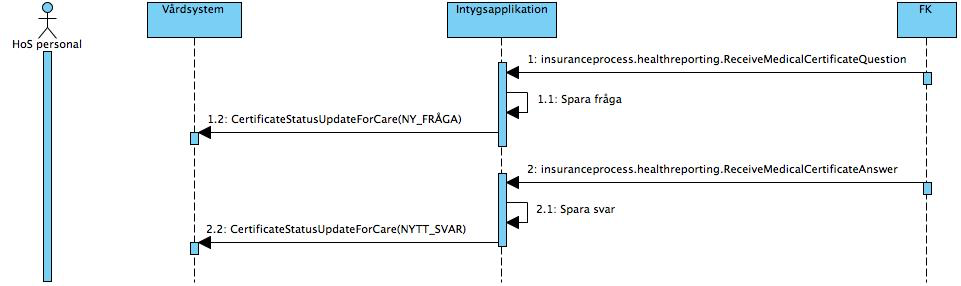 Vårdsystem
Intygsapplikation
FK
HoS personal
1: insuranceprocess.healthreporting.ReceiveMedicalCertificateQuestion
1.1: Spara fråga
1.2: CertificateStatusUpdateForCare(NY_FRÅGA)
2: insuranceprocess.healthreporting.ReceiveMedicalCertificateAnswer
2.1: Spara svar
2.2: CertificateStatusUpdateForCare(NYTT_SVAR)